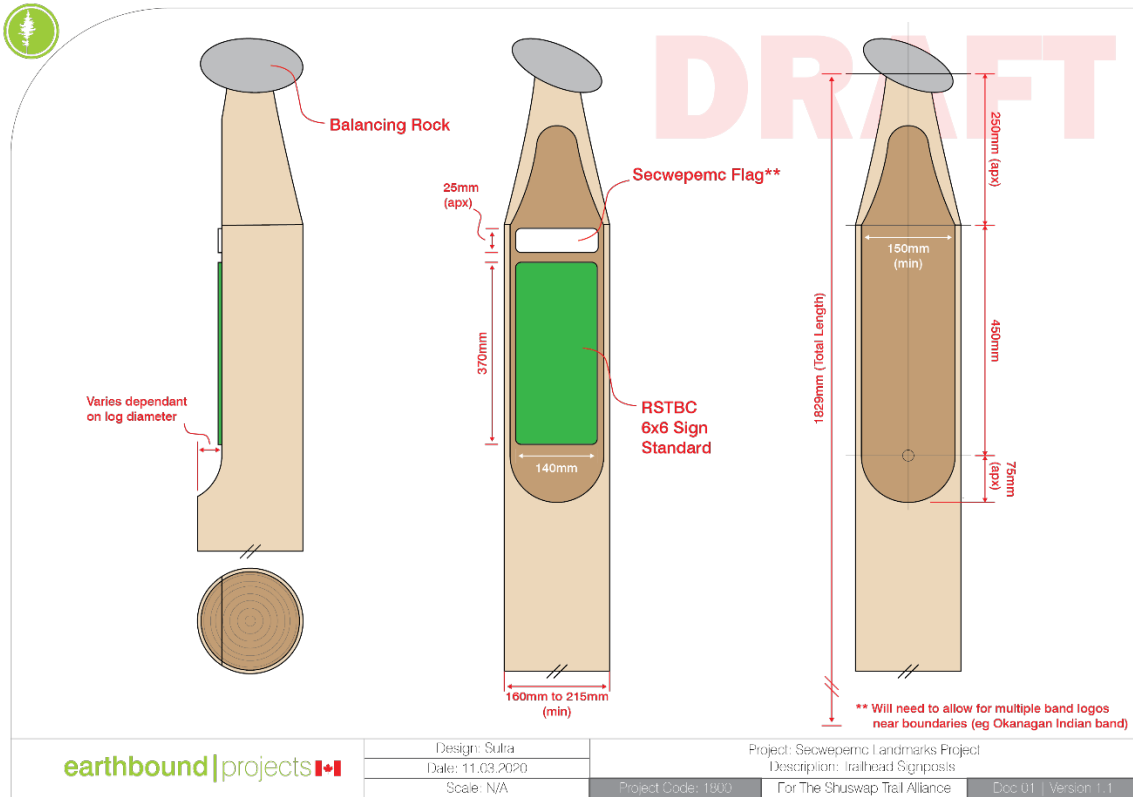 DRAFT
Balancing Rock
Varies dependant
on log diameter
25mm
(apx)
Secwepemc Flag**
370mm
140mm
RSTBC
6x6 Sign
Standard
160mm to 215mm
(min)
250mm (apx)
150mm
(min)
450mm
1829mm (Total Length)
75mm
(apx)
** Will need to allow for multiple band logos
near boundaries (eg Okanagan Indian band)
earthbound|projects
Design: Sutra
Date: 11.03.2020
Scale: N/A
Project: Secwepemc Landmarks Project
Description: Trailhead Signposts
Project Code: 1800
For The Shuswap Trail Alliance
Doc 01 | Version 1.1